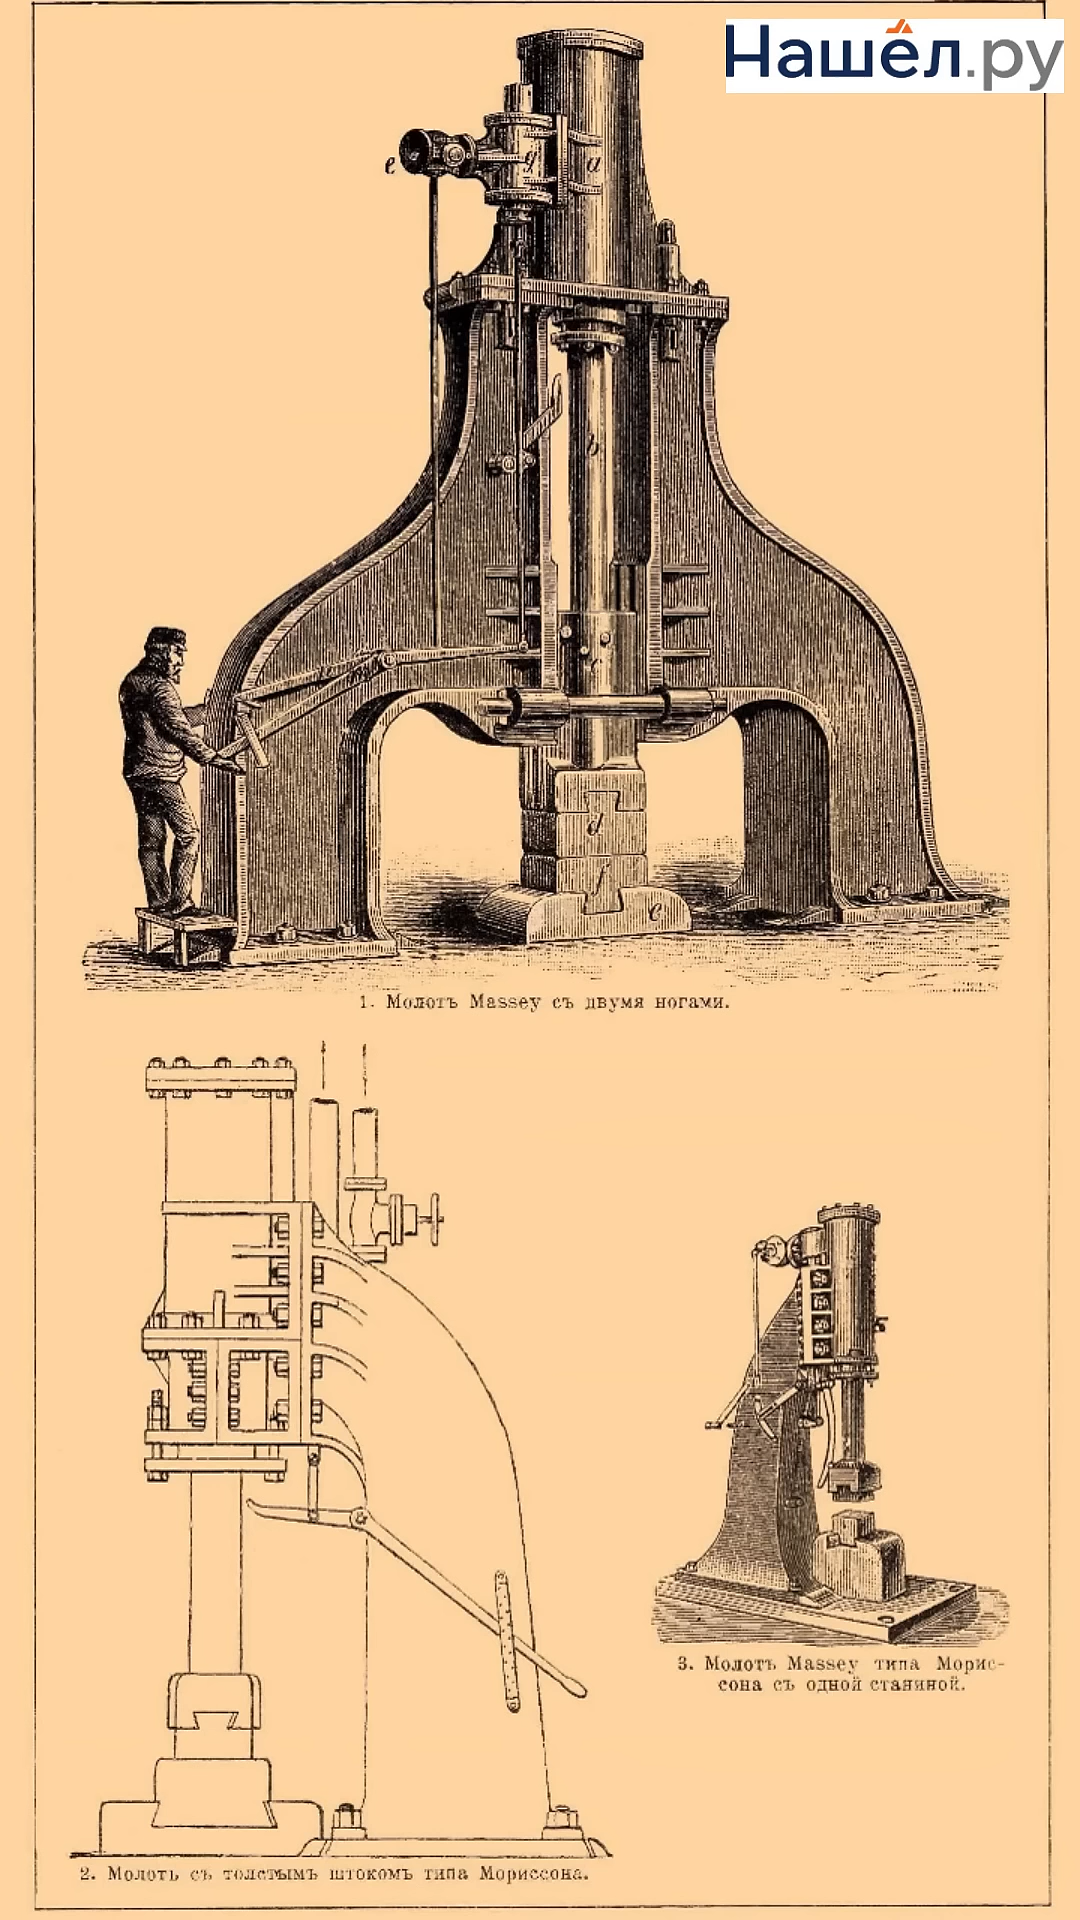 Нашёл.ру
e
g
a
b
c
d
f
e
1. Молотъ Massey съ двумя ногами.
3. Молотъ Massey типа Морис-
сона съ одной станиной.
2. Молотъ съ толстымъ штокомъ типа Мориссона.